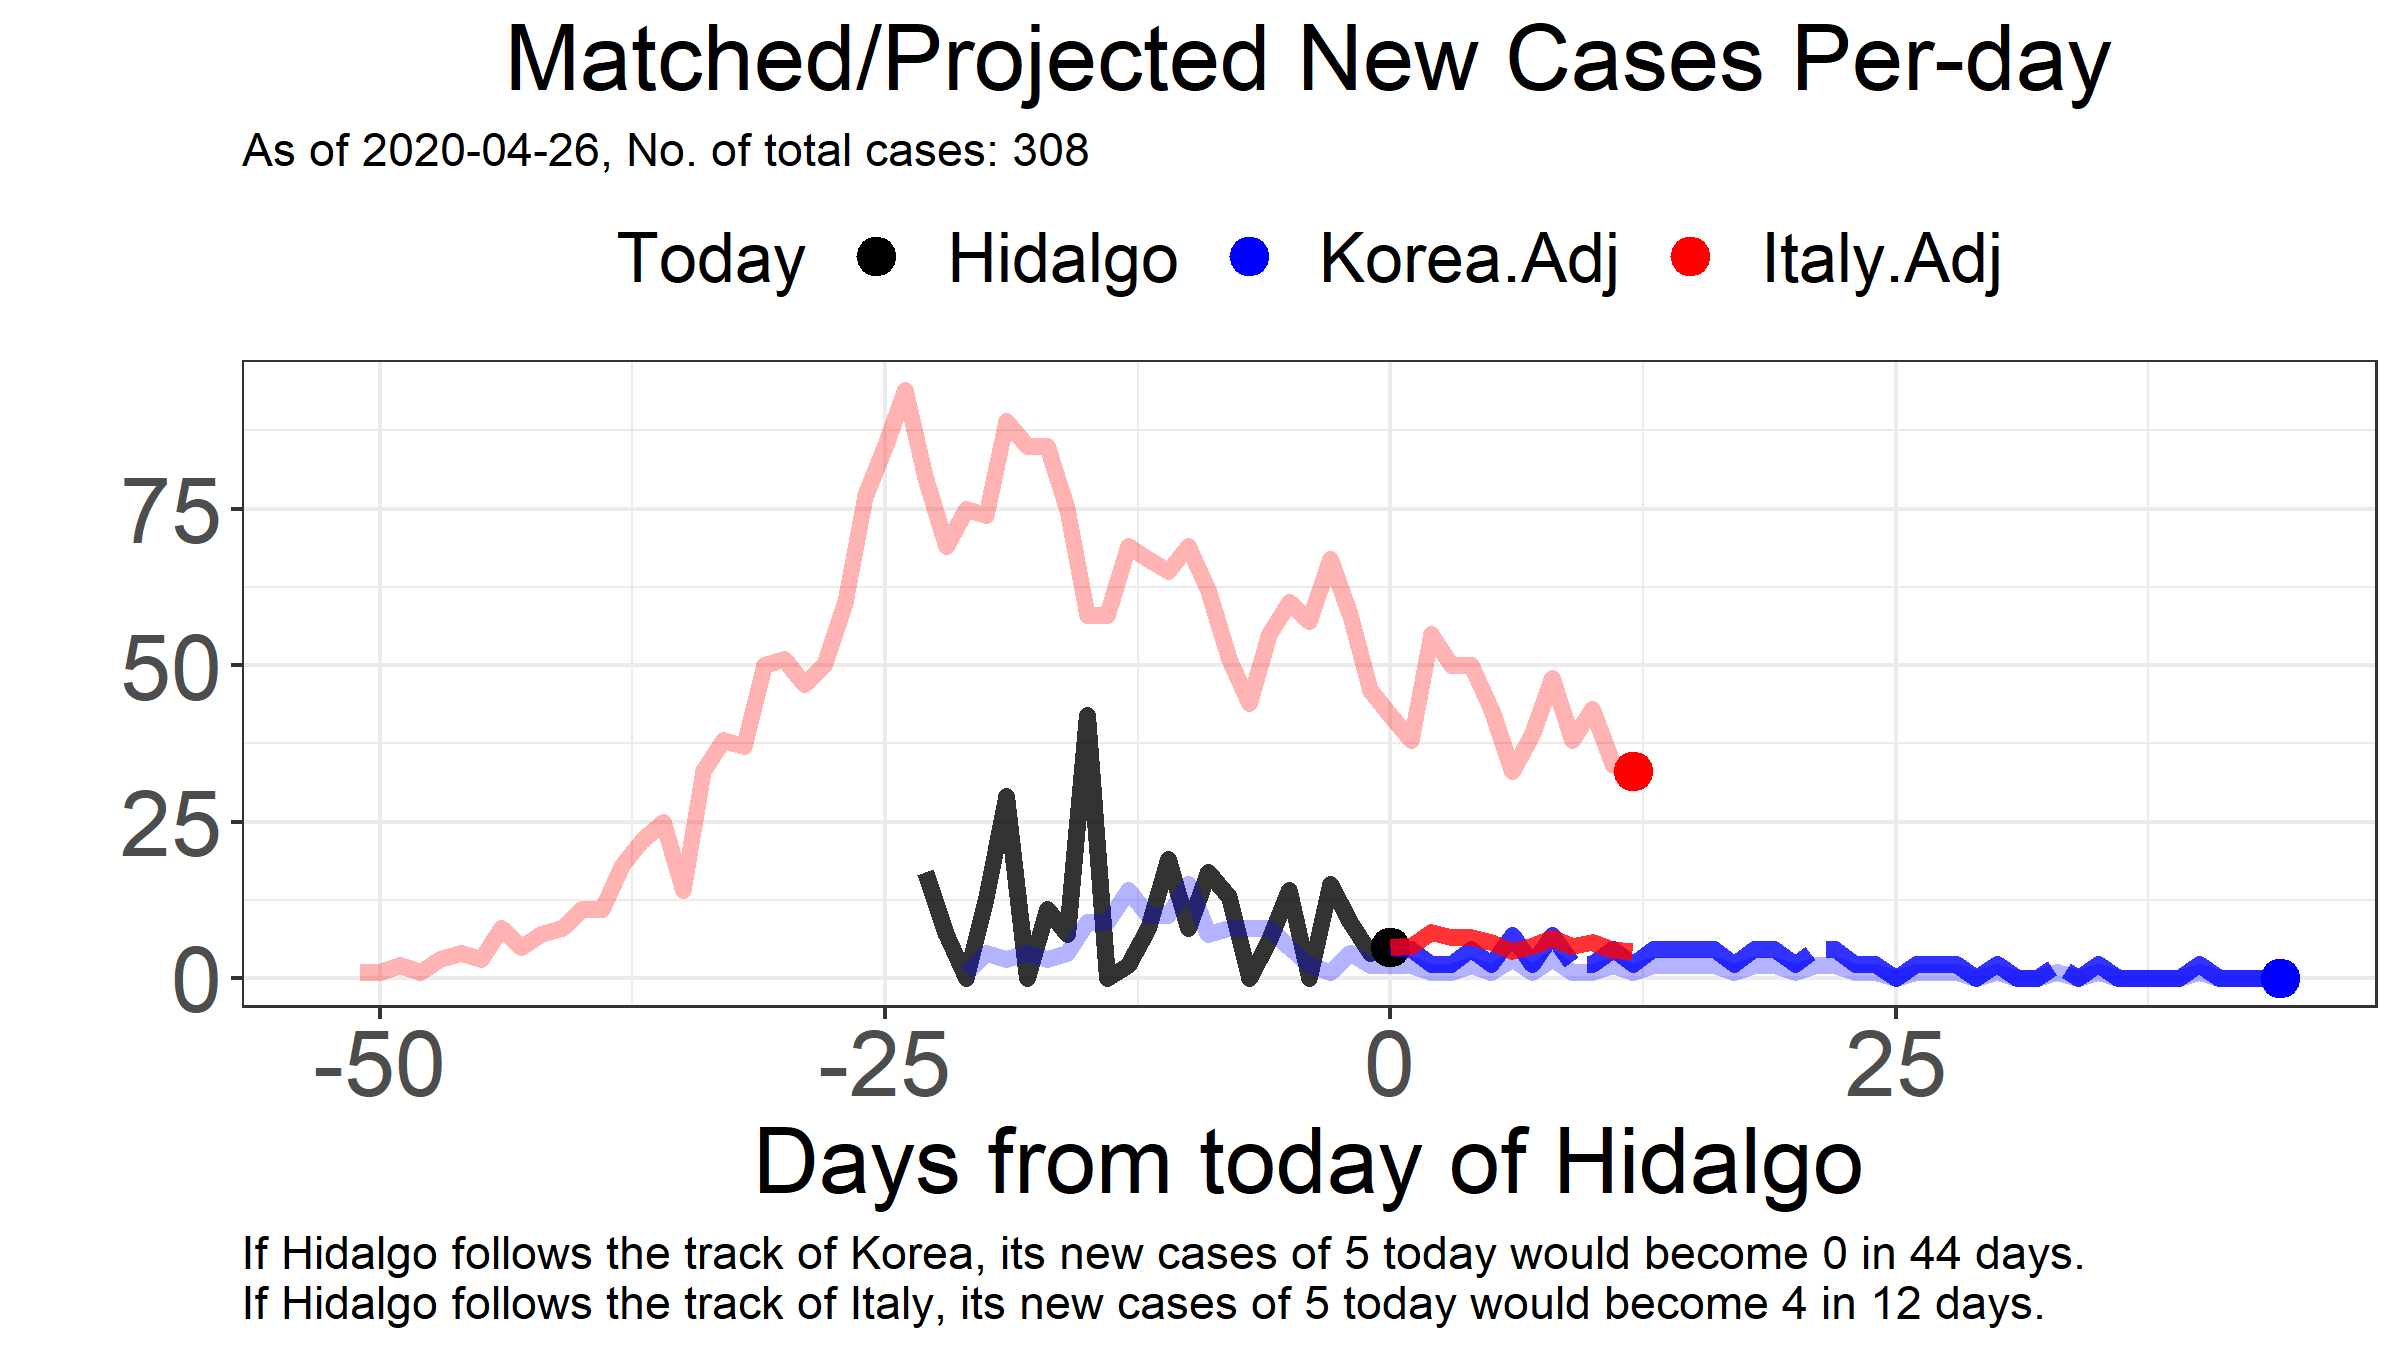 Matched/Projected New Cases Per-day
As of 2020-04-26, No. of total cases: 308
Today Hidalgo Korea.Adj Italy.Adj
75
50
25
0
-50 -25 0 25
Days from today of Hidalgo
If Hidalgo follows the track of Korea, its new cases of 5 today would become 0 in 44 days.
If Hidalgo follows the track of Italy, its new cases of 5 today would become 4 in 12 days.